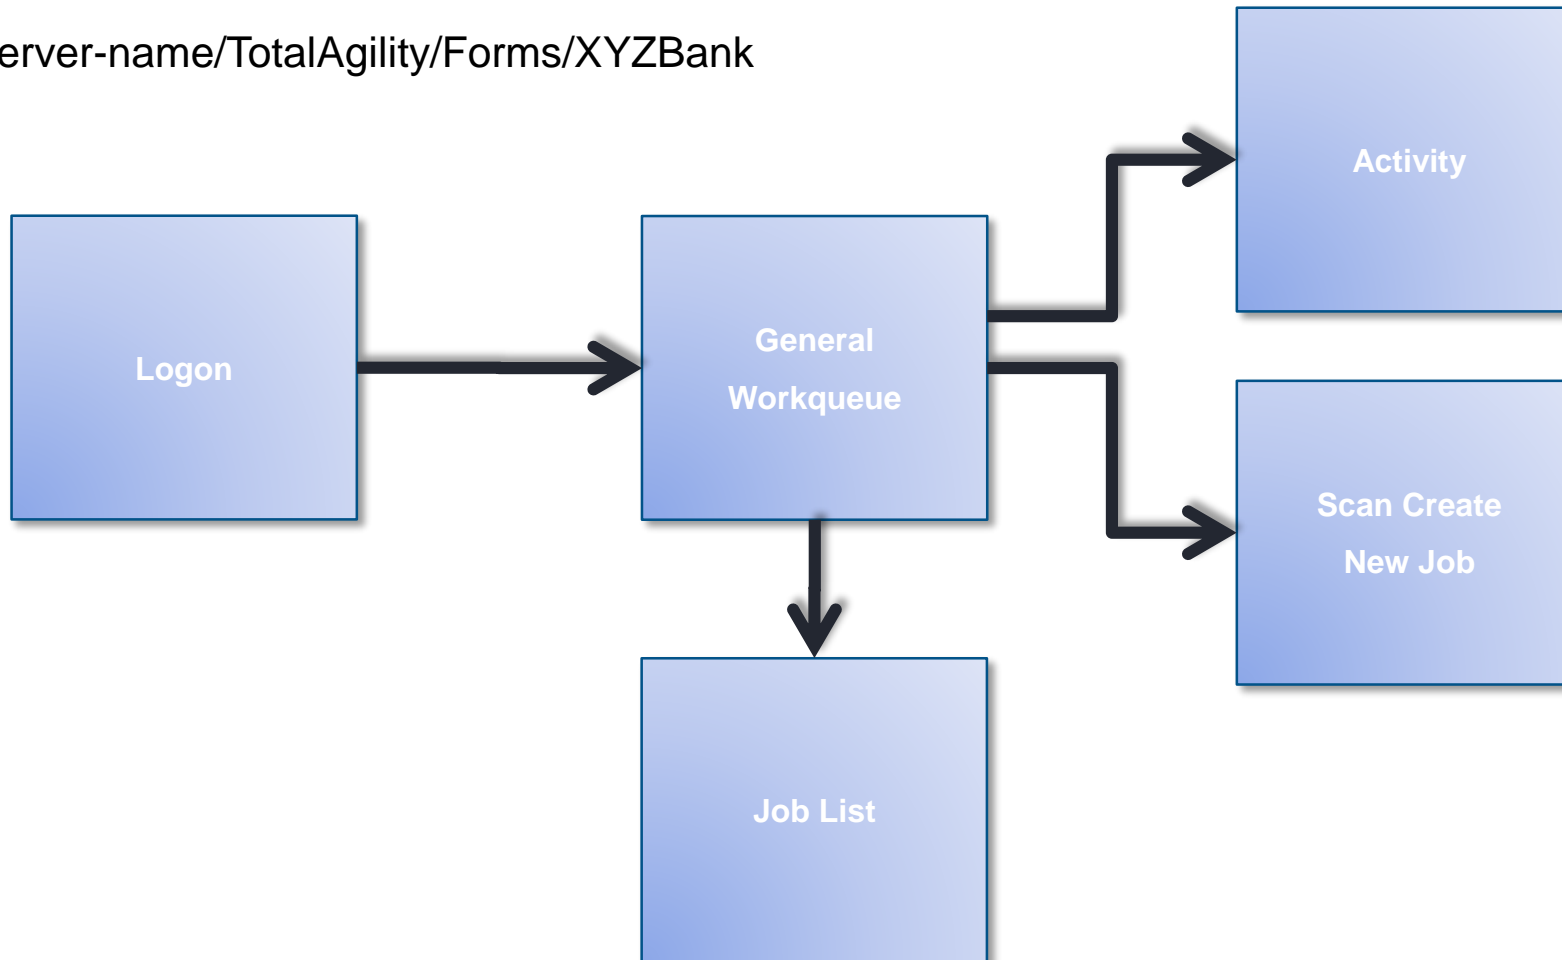 erver-name/TotalAgility/Forms/XYZBank
Activity
Logon
General
Workqueue
Scan Create
New Job
Job List